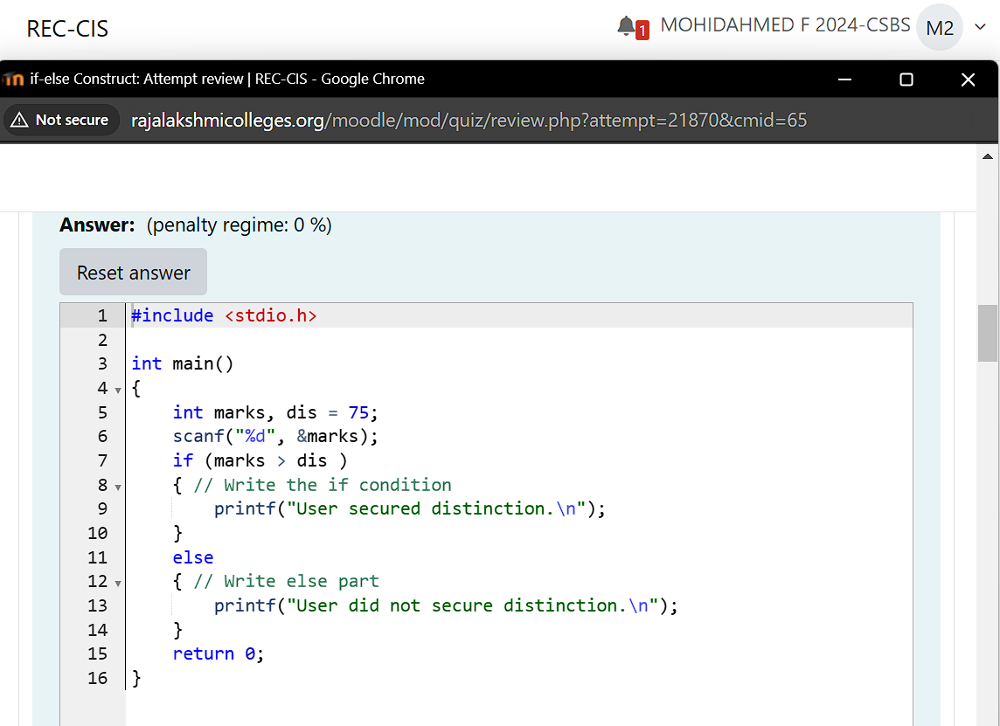 REC-CIS
1 MOHIDAHMED F 2024-CSBS M2
if-else Construct: Attempt review | REC-CIS - Google Chrome
Not secure rajalakshmicolleges.org/moodle/mod/quiz/review.php?attempt=21870&cmid=65
Answer: (penalty regime: 0 %)
Reset answer
1 #include <stdio.h>
2
3 int main()
4 {
5     int marks, dis = 75;
6     scanf("%d", &marks);
7     if (marks > dis )
8     { // Write the if condition
9         printf("User secured distinction.\n");
10     }
11     else
12     { // Write else part
13         printf("User did not secure distinction.\n");
14     }
15     return 0;
16 }